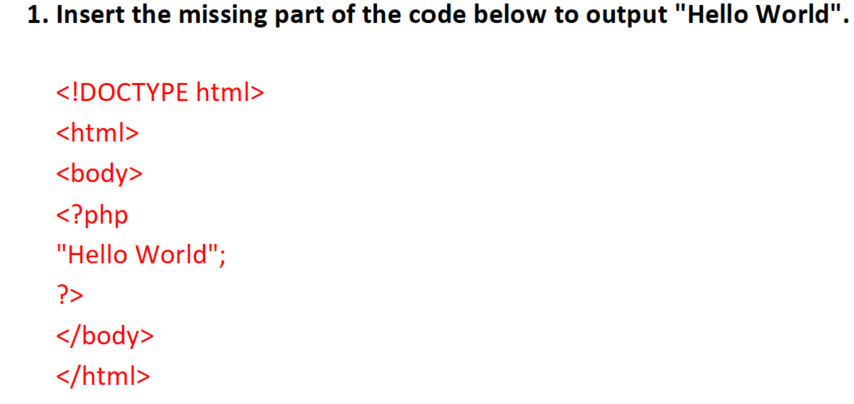 1. Insert the missing part of the code below to output "Hello World".
<!DOCTYPE html>
<html>
<body>
<?php
"Hello World";
?>
</body>
</html>